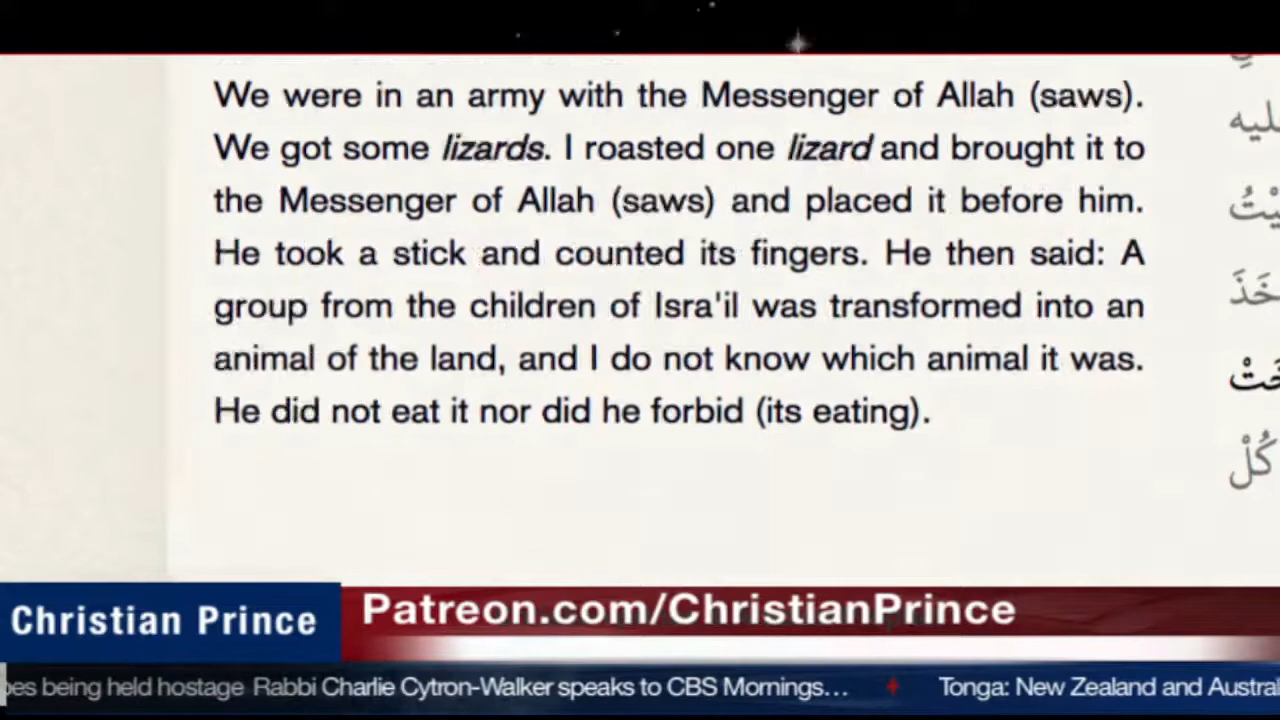 We were in an army with the Messenger of Allah (saws).
We got some lizards. I roasted one lizard and brought it to
the Messenger of Allah (saws) and placed it before him.
He took a stick and counted its fingers. He then said: A
group from the children of Isra'il was transformed into an
animal of the land, and I do not know which animal it was.
He did not eat it nor did he forbid (its eating).
Christian Prince
Patreon.com/ChristianPrince
being held hostage Rabbi Charlie Cytron-Walker speaks to CBS Mornings... Tonga: New Zealand and